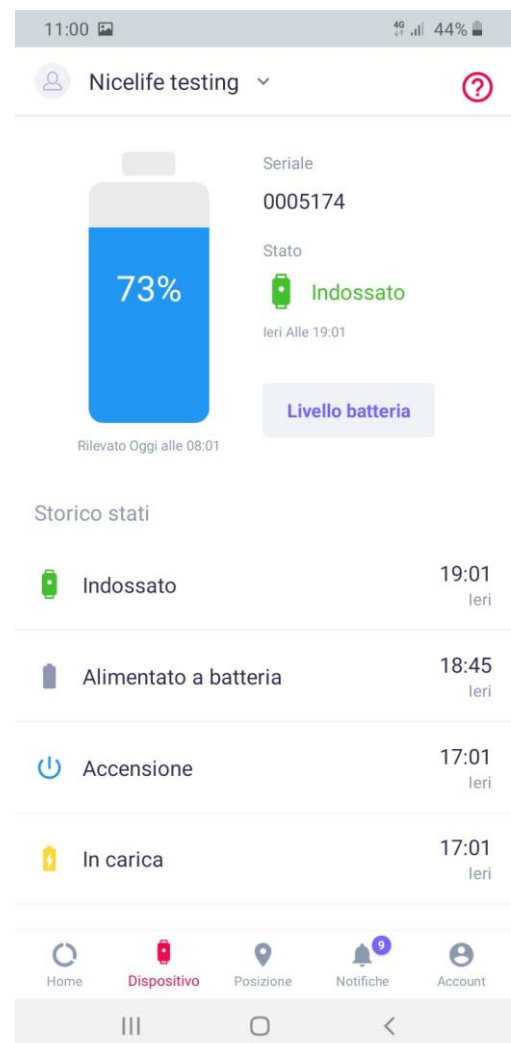 11:00
4G
44%
Nicelife testing
?
Seriale
0005174
Stato
73%
Indossato
Ieri Alle 19:01
Livello batteria
Rilevato Oggi alle 08:01
Storico stati
Indossato
19:01
Ieri
Alimentato a batteria
18:45
Ieri
Accensione
17:01
Ieri
In carica
17:01
Ieri
9
Home
Dispositivo
Posizione
Notifiche
Account